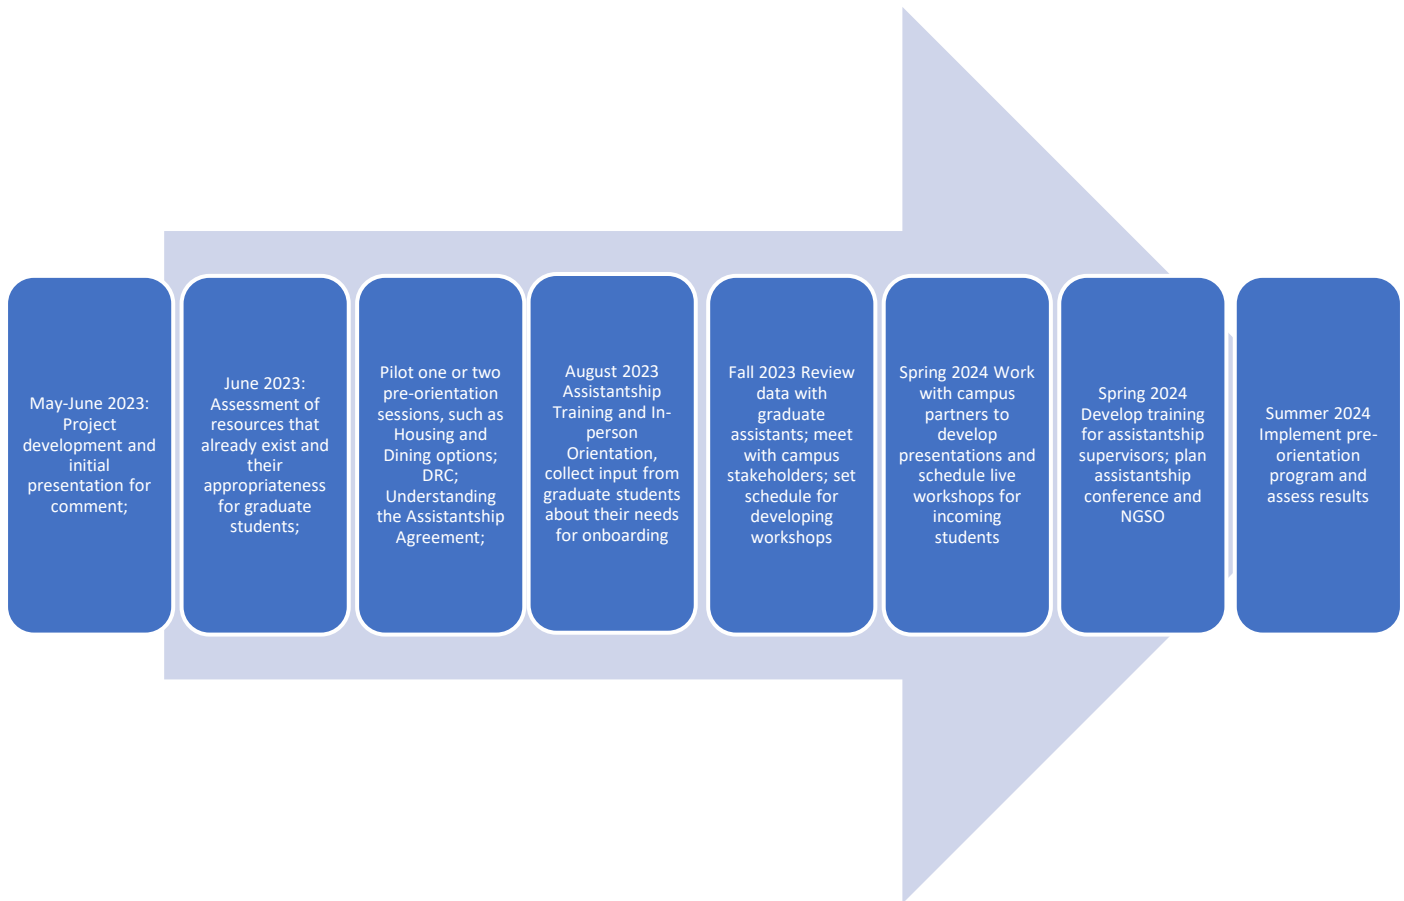 May-June 2023:
Project
development and
initial
presentation for
comment;
June 2023:
Assessment of
resources that
already exist and
their
appropriateness
for graduate
students;
Pilot one or two
pre-orientation
sessions, such as
Housing and
Dining options;
DRC;
Understanding
the Assistantship
Agreement;
August 2023
Assistantship
Training and In-
person
Orientation,
collect input from
graduate students
about their needs
for onboarding
Fall 2023 Review
data with
graduate
assistants; meet
with campus
stakeholders; set
schedule for
developing
workshops
Spring 2024 Work
with campus
partners to
develop
presentations and
schedule live
workshops for
incoming
students
Spring 2024
Develop training
for assistantship
supervisors; plan
assistantship
conference and
NGSO
Summer 2024
Implement pre-
orientation
program and
assess results